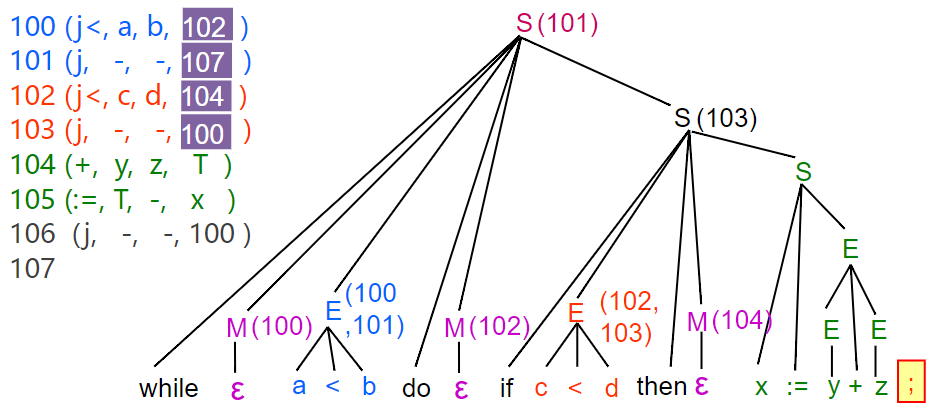 100 (j<, a, b, 102 )
101 (j, -, -, 107 )
102 (j<, c, d, 104 )
103 (j, -, -, 100 )
104 (+, y, z, T )
105 (:=, T, -, x )
106 (j, -, -, 100 )
107
S (101)
S (103)
S
E
M (100)
E (100
,101)
M (102)
E (102,
103)
M (104)
E E
while ε a < b do ε if c < d then ε x := y + z ;